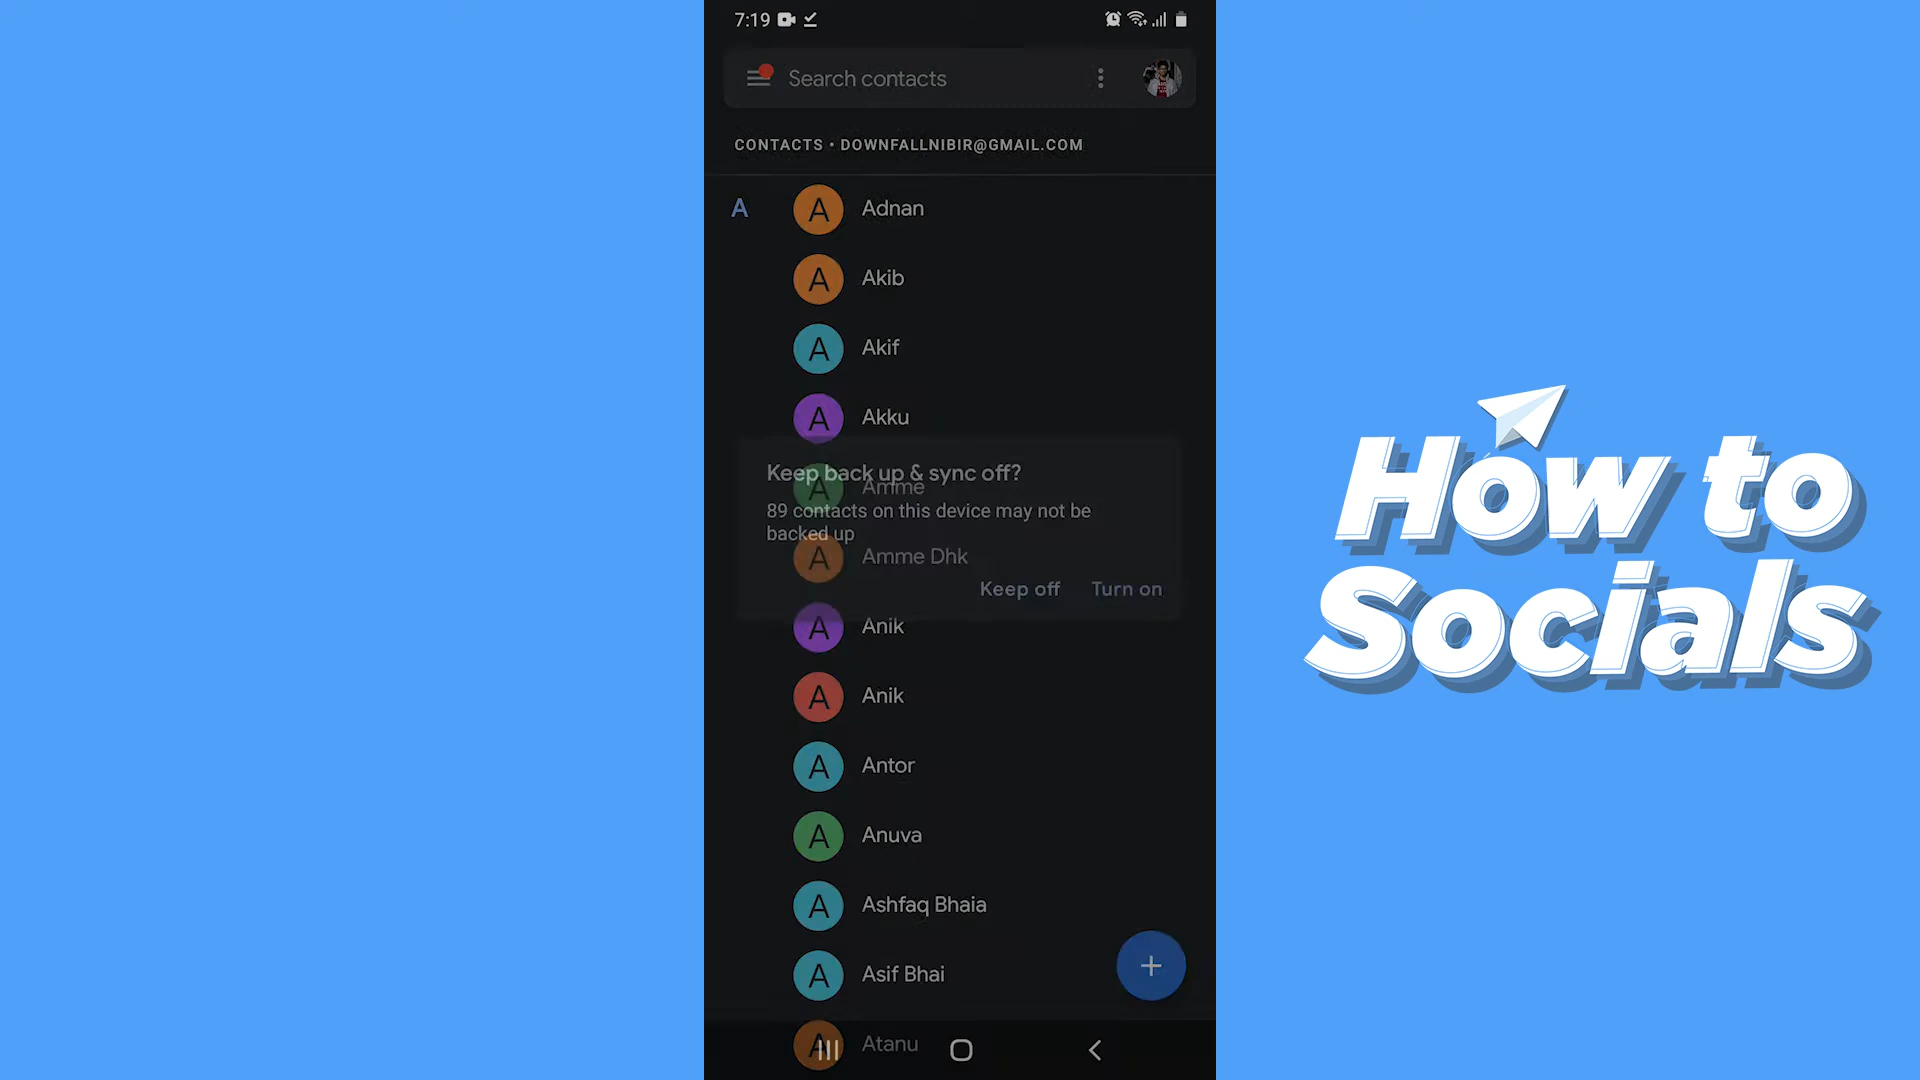 7:19
Search contacts
CONTACTS • DOWNFALLNIBIR@GMAIL.COM
A
A Adnan
A Akib
A Akif
A Akku
Keep back up & sync off?
A Amme
89 contacts on this device may not be
backed up
A Amme Dhk
Keep off Turn on
A Anik
A Anik
A Antor
A Anuva
A Ashfaq Bhaia
A Asif Bhai
A Atanu
How to
Socials